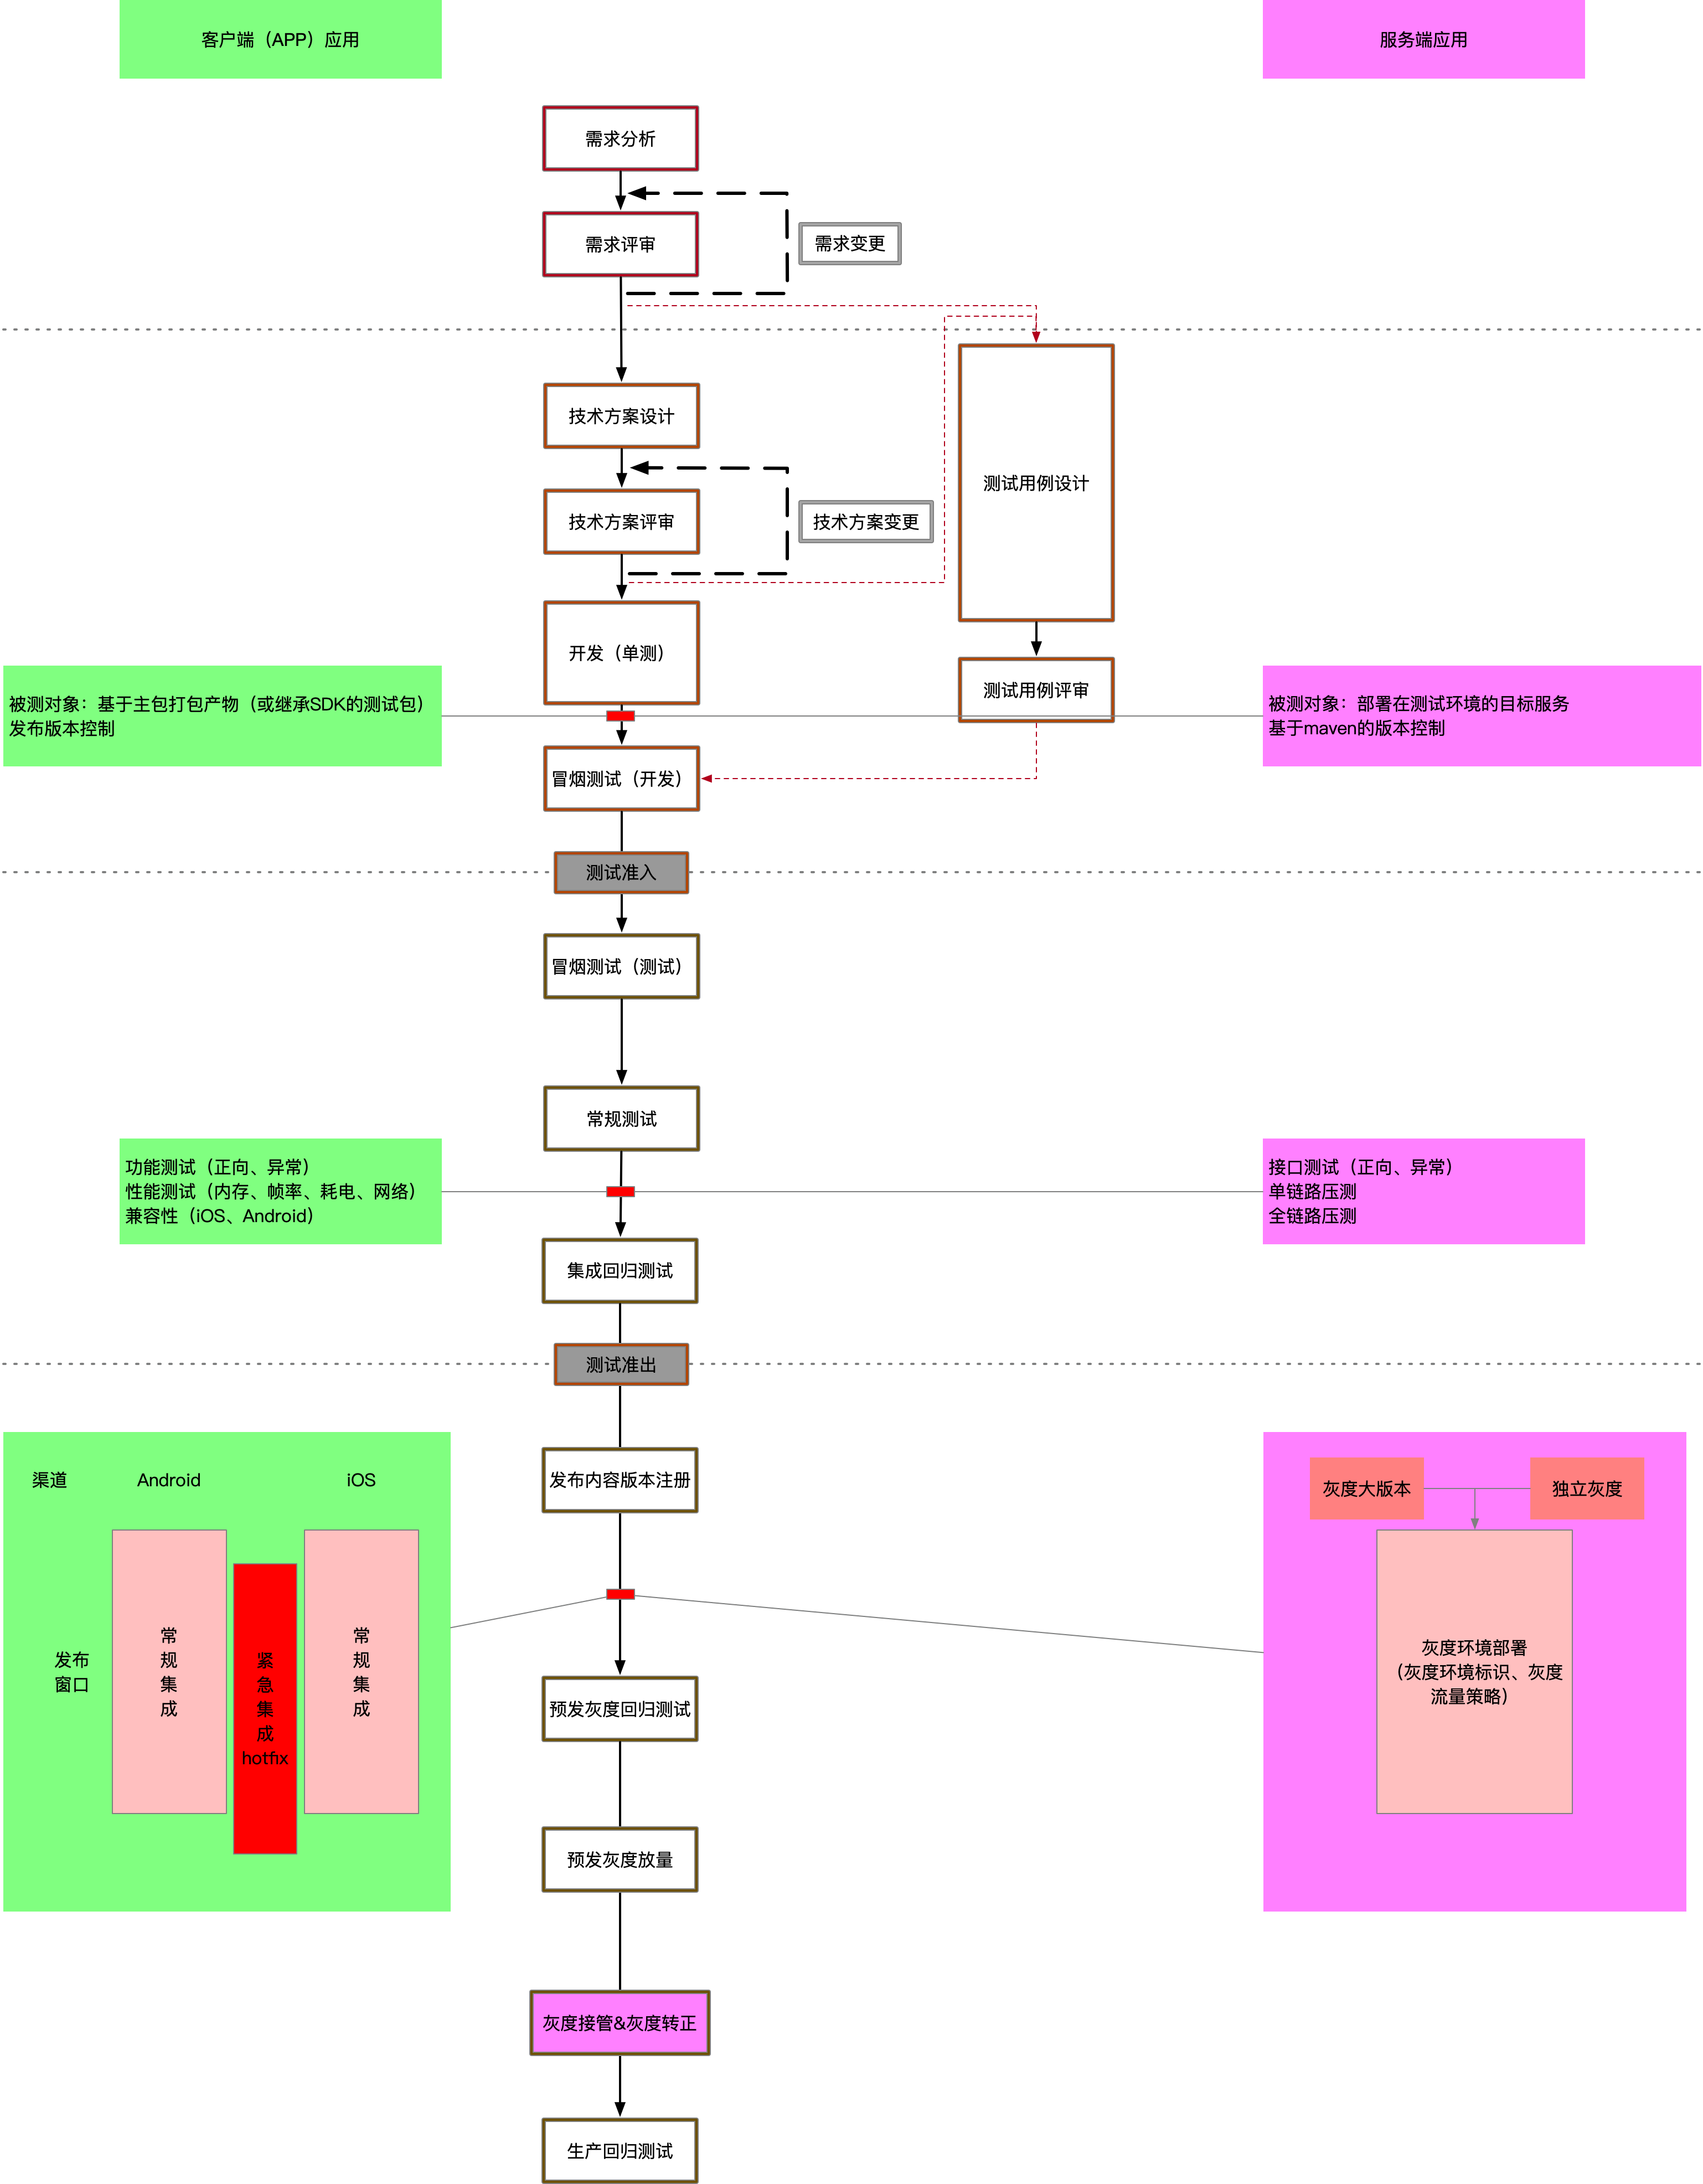 客户端（APP）应用
服务端应用
需求分析
需求评审
需求变更
技术方案设计
测试用例设计
技术方案评审
技术方案变更
开发（单测）
测试用例评审
被测对象：基于主包打包产物（或继承SDK的测试包）
发布版本控制
被测对象：部署在测试环境的目标服务
基于maven的版本控制
冒烟测试（开发）
测试准入
冒烟测试（测试）
常规测试
功能测试（正向、异常）
性能测试（内存、帧率、耗电、网络）
兼容性（iOS、Android）
接口测试（正向、异常）
单链路压测
全链路压测
集成回归测试
测试准出
发布内容版本注册
渠道
Android
iOS
发布
窗口
常
规
集
成
紧
急
集
成
hotfix
常
规
集
成
灰度大版本
独立灰度
灰度环境部署
（灰度环境标识、灰度
流量策略）
预发灰度回归测试
预发灰度放量
灰度接管&灰度转正
生产回归测试